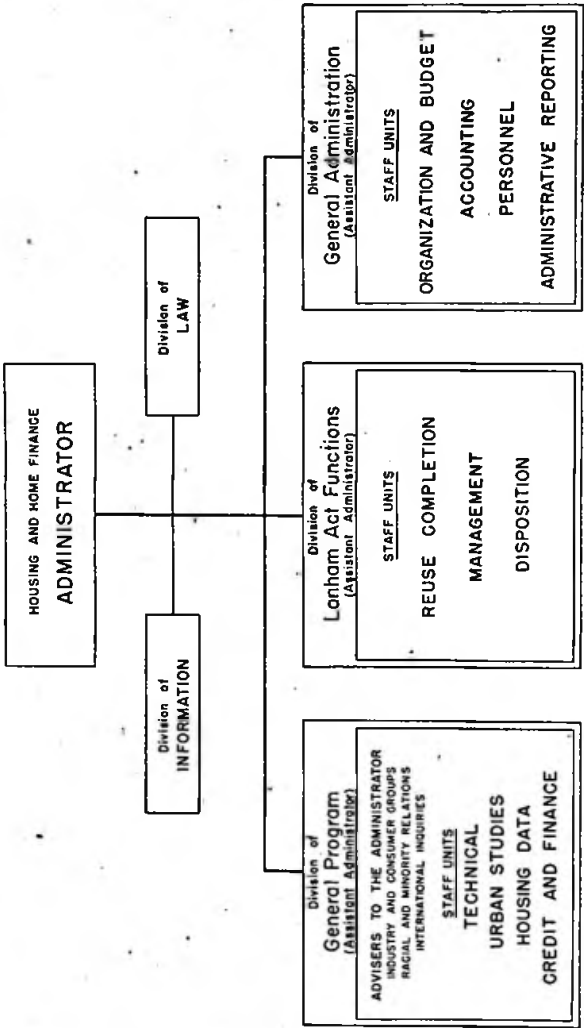 HOUSING AND HOME FINANCE
ADMINISTRATOR
Division of
INFORMATION
Division of
LAW
Division of
General Program
(Assistant Administrator)
ADVISERS TO THE ADMINISTRATOR
INDUSTRY AND CONSUMER GROUPS
RACIAL AND MINORITY RELATIONS
INTERNATIONAL INQUIRIES
STAFF UNITS
TECHNICAL
URBAN STUDIES
HOUSING DATA
CREDIT AND FINANCE
Division of
Lanham Act Functions
(Assistant Administrator)
STAFF UNITS
REUSE COMPLETION
MANAGEMENT
DISPOSITION
Division of
General Administration
(Assistant Administrator)
STAFF UNITS
ORGANIZATION AND BUDGET
ACCOUNTING
PERSONNEL
ADMINISTRATIVE REPORTING